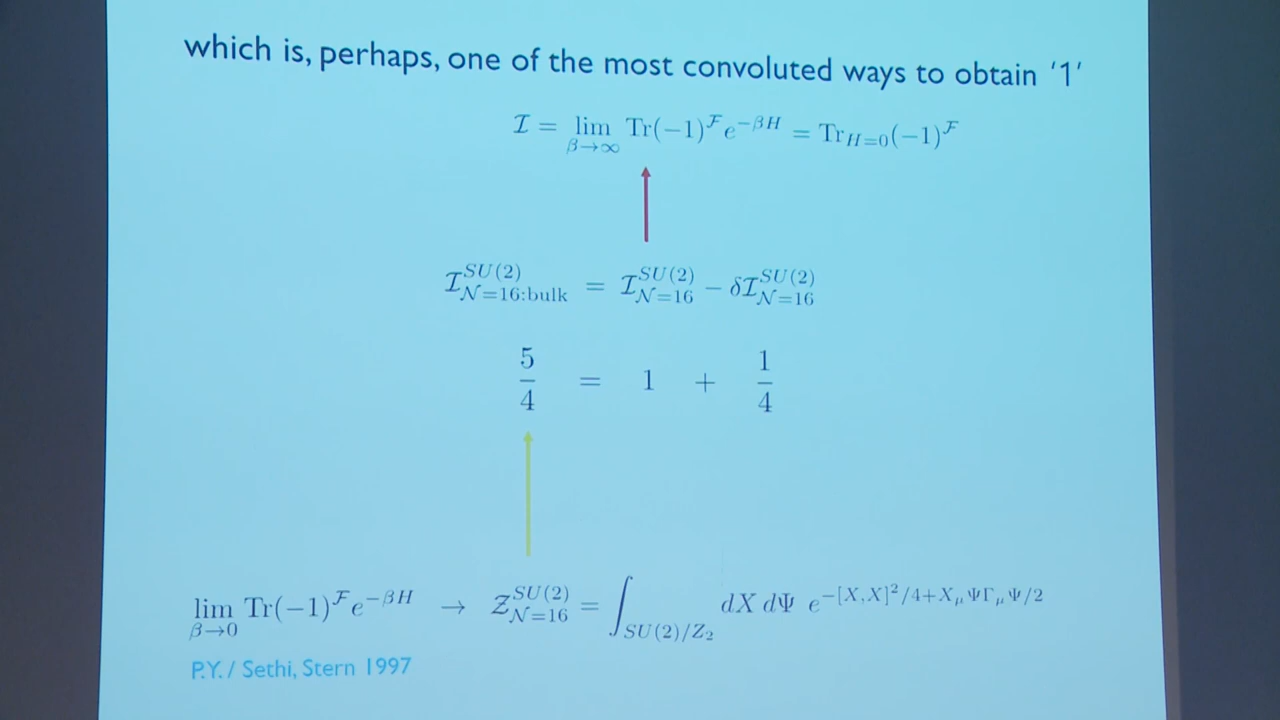 which is, perhaps, one of the most convoluted ways to obtain '1'
$\mathcal{I} = \lim_{\beta \to \infty} \mathrm{Tr}(-1)^{\mathcal{F}} e^{-\beta H} = \mathrm{Tr}_{H=0}(-1)^{\mathcal{F}}$
$\mathcal{I}^{SU(2)}_{\mathcal{N}=16:\mathrm{bulk}} = \mathcal{I}^{SU(2)}_{\mathcal{N}=16} - \delta\mathcal{I}^{SU(2)}_{\mathcal{N}=16}$
$\frac{5}{4} = 1 + \frac{1}{4}$
$\lim_{\beta \to 0} \mathrm{Tr}(-1)^{\mathcal{F}} e^{-\beta H} \to \mathcal{Z}^{SU(2)}_{\mathcal{N}=16} = \int_{SU(2)/Z_2} dX\, d\Psi\; e^{-[X,X]^2/4 + X_\mu \Psi \Gamma_\mu \Psi/2}$
P.Y. / Sethi, Stern 1997